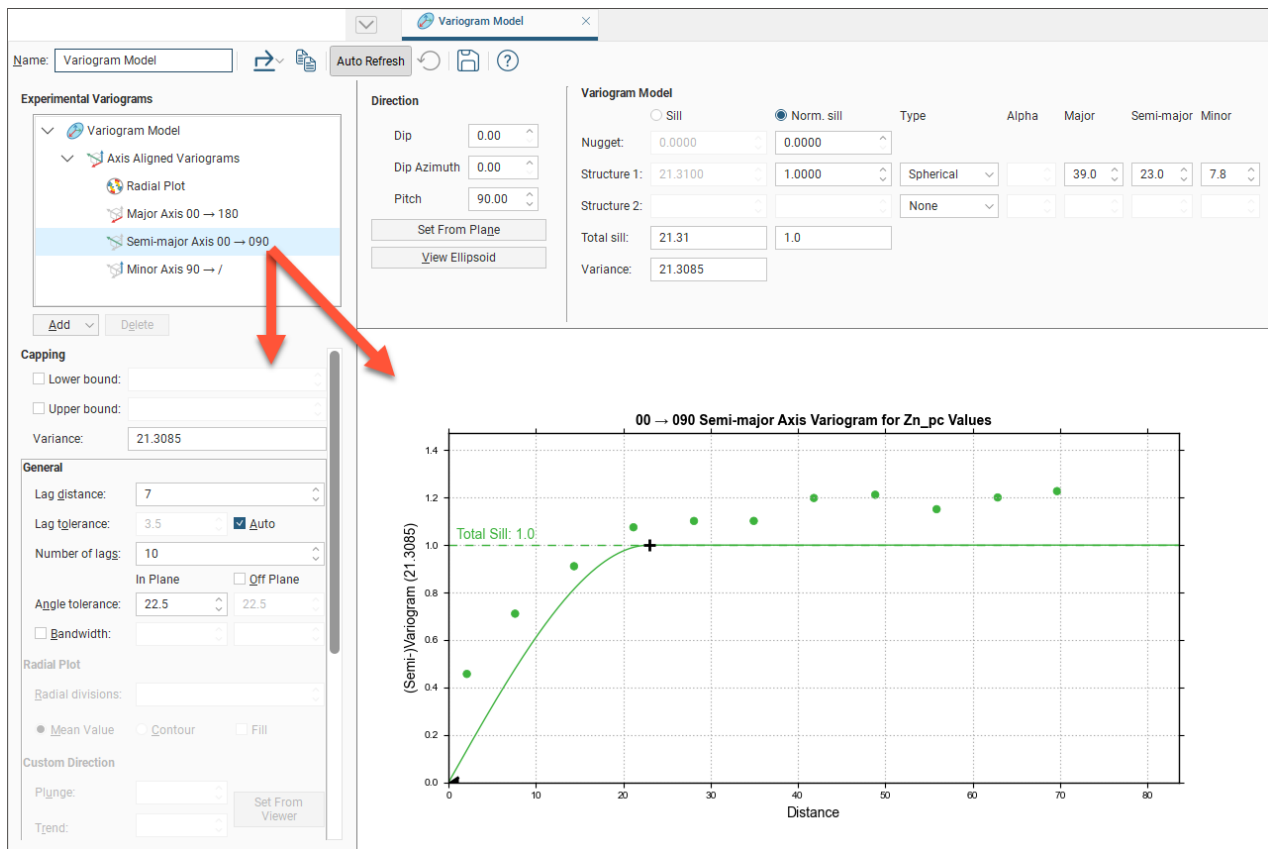 Variogram Model
Name: Variogram Model Auto Refresh
Experimental Variograms
Variogram Model
Axis Aligned Variograms
Radial Plot
Major Axis 00 → 180
Semi-major Axis 00 → 090
Minor Axis 90 → /
Add Delete
Capping
Lower bound:
Upper bound:
Variance: 21.3085
General
Lag distance: 7
Lag tolerance: 3.5 Auto
Number of lags: 10
In Plane Off Plane
Angle tolerance: 22.5 22.5
Bandwidth:
Radial Plot
Radial divisions:
Mean Value Contour Fill
Custom Direction
Plunge:
Set From Viewer
Trend:
Direction
Dip 0.00
Dip Azimuth 0.00
Pitch 90.00
Set From Plane
View Ellipsoid
Variogram Model
Sill Norm. sill Type Alpha Major Semi-major Minor
Nugget: 0.0000 0.0000
Structure 1: 21.3100 1.0000 Spherical 39.0 23.0 7.8
Structure 2: None
Total sill: 21.31 1.0
Variance: 21.3085
00 → 090 Semi-major Axis Variogram for Zn_pc Values
(Semi-)Variogram (21.3085)
1.4
1.2
Total Sill: 1.0
1.0
0.8
0.6
0.4
0.2
0.0
0 10 20 30 40 50 60 70 80
Distance